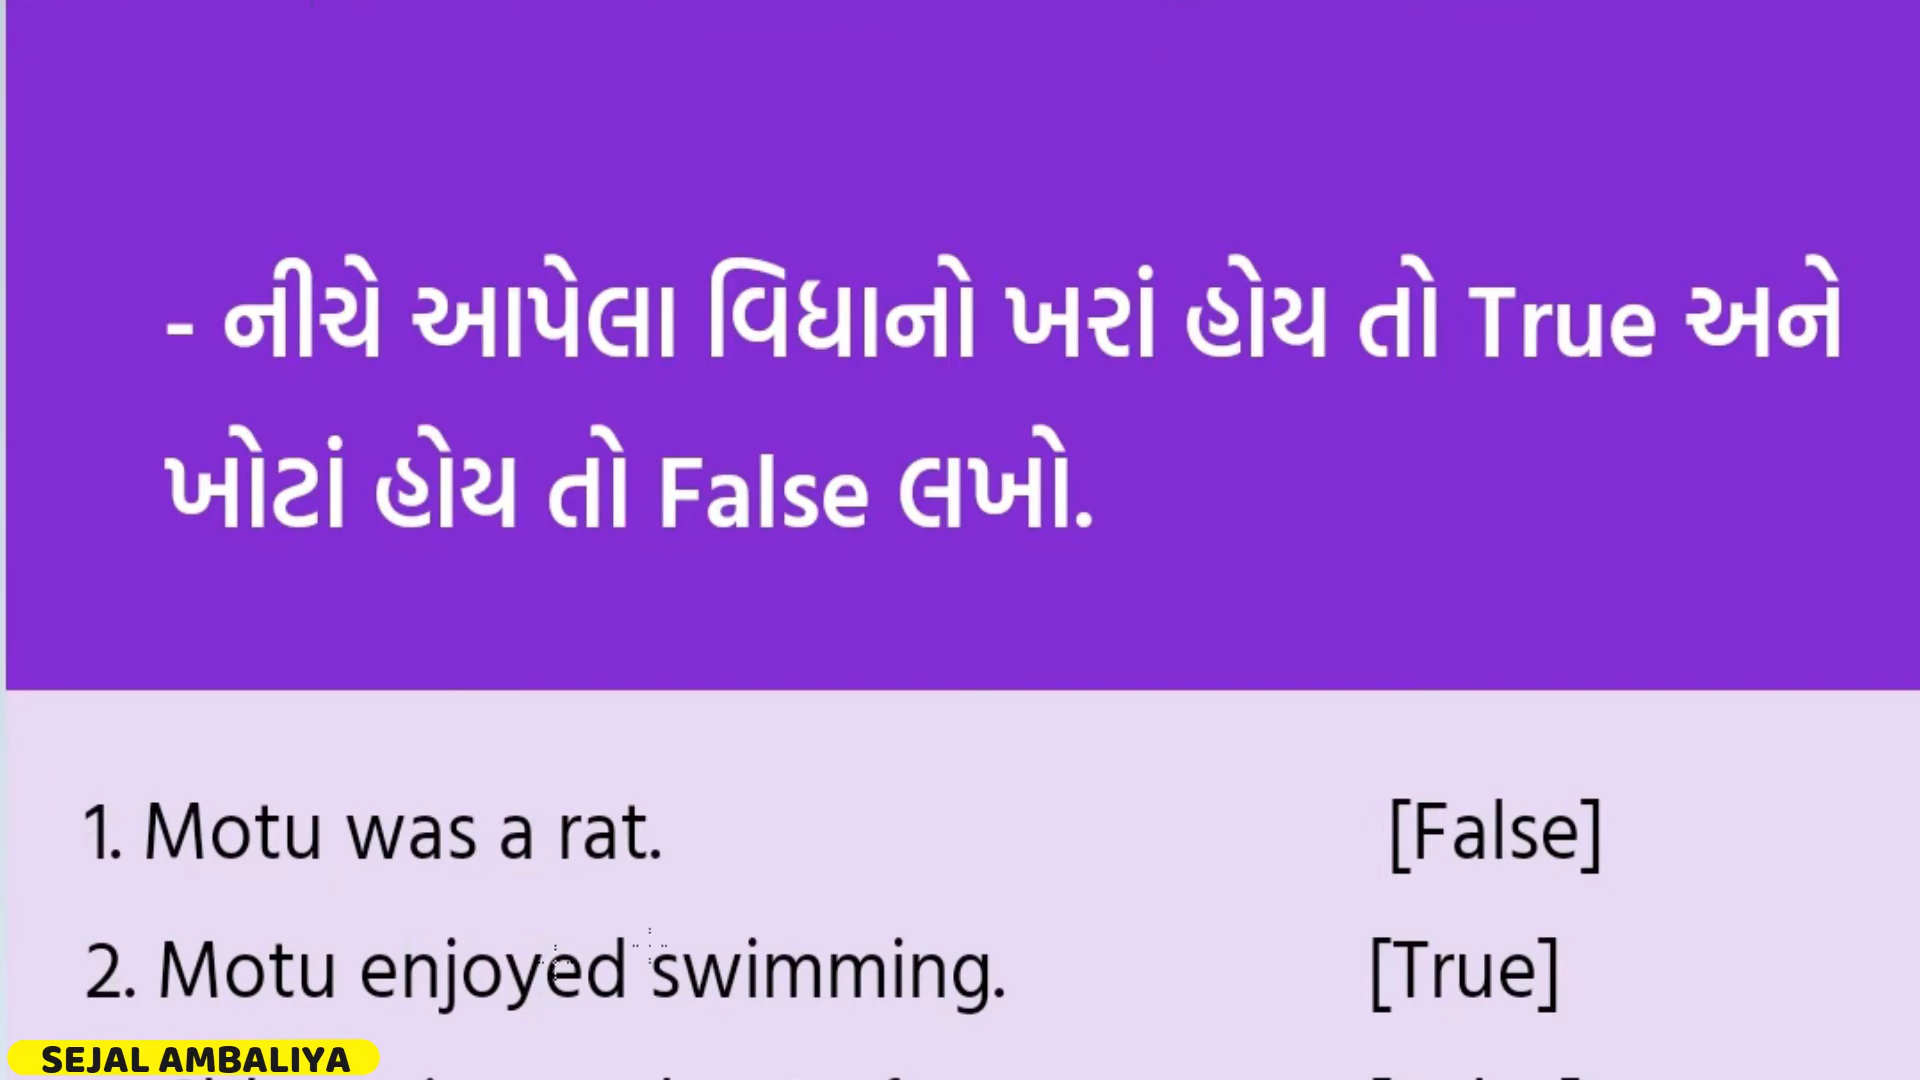 - નીચે આપેલા વિધાનો ખરાં હોય તો True અને
ખોટાં હોય તો False લખો.
1. Motu was a rat. [False]
2. Motu enjoyed swimming. [True]
SEJAL AMBALIYA